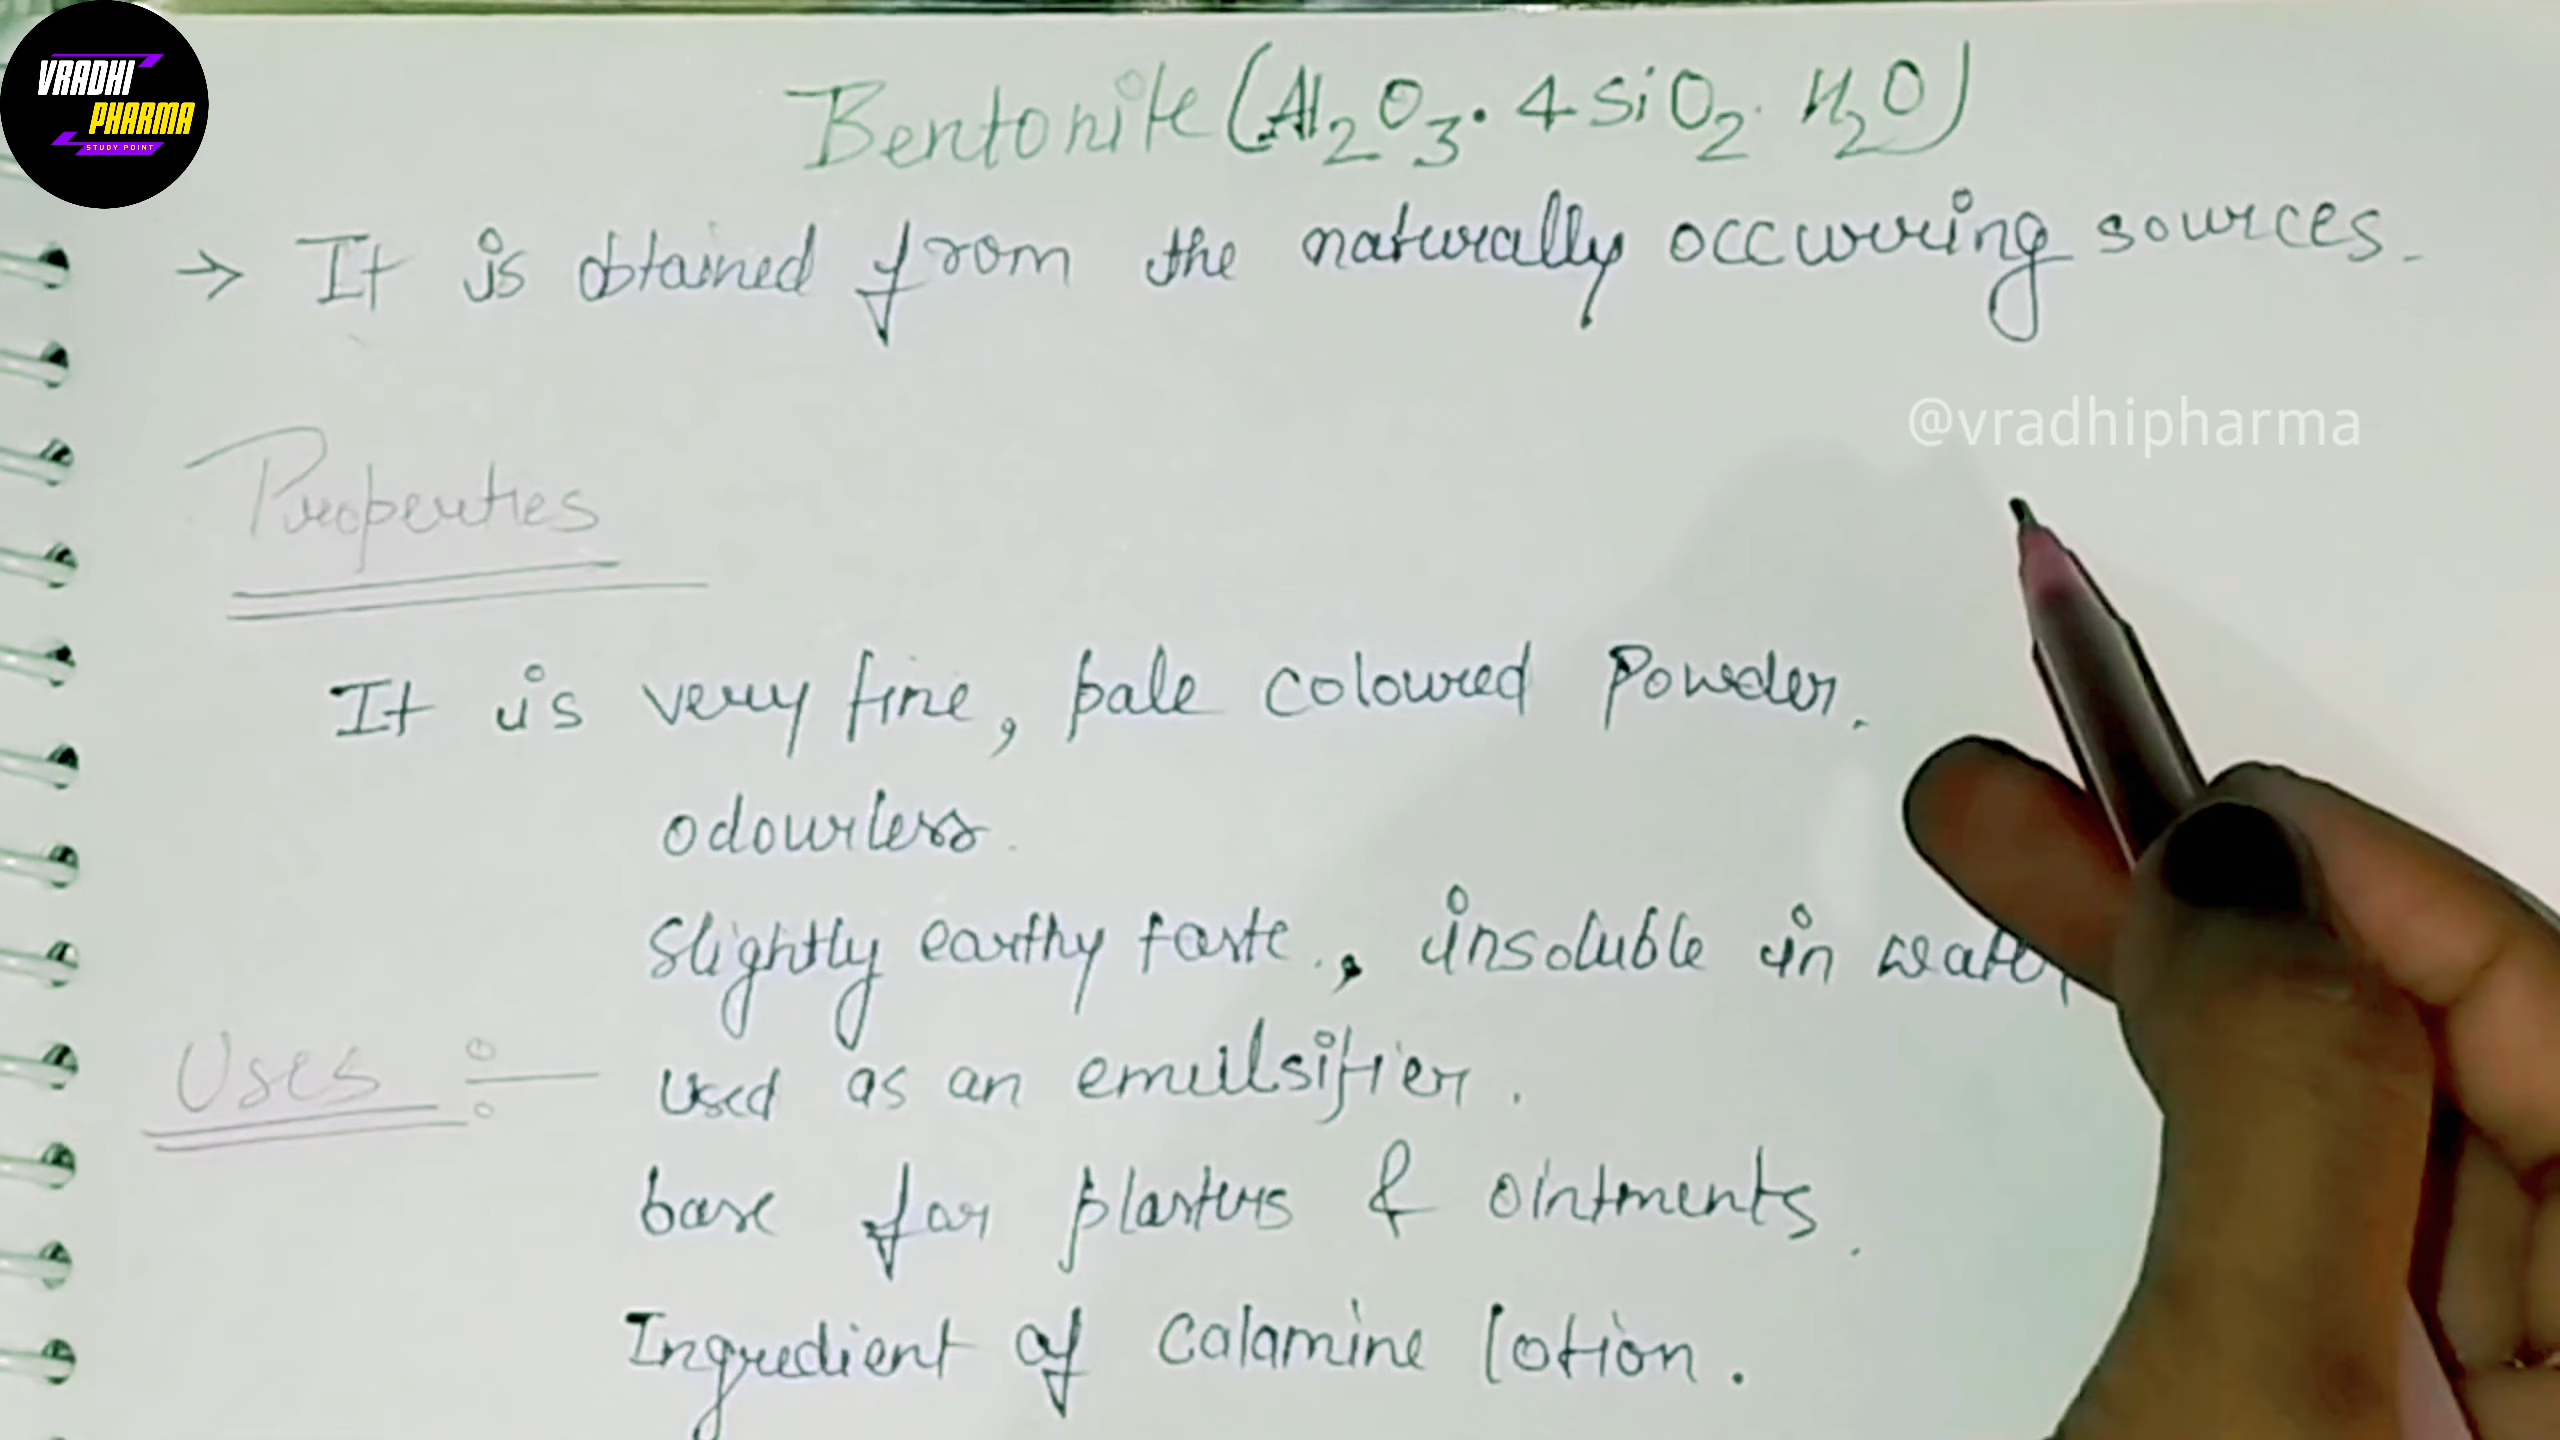 VRADHI
PHARMA
STUDY POINT
Bentonite (Al2O3. 4SiO2. H2O)
→ It is obtained from the naturally occurring sources.
@vradhipharma
Properties
It is very fine, pale coloured Powder.
odourless.
Slightly earthy taste., insoluble in water
Uses ÷ used as an emulsifier.
base for plasters & ointments.
Ingredient of calamine lotion.